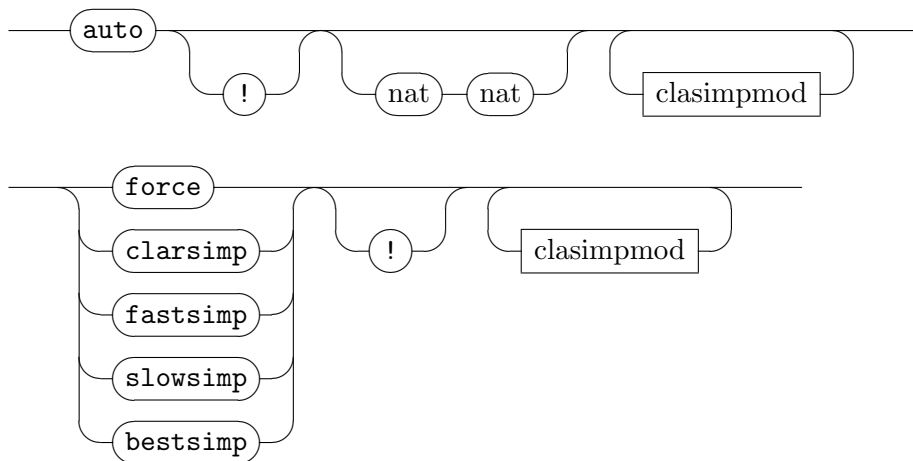 auto
!
nat nat
clasimpmod
force
clarsimp
fastsimp
slowsimp
bestsimp
!
clasimpmod